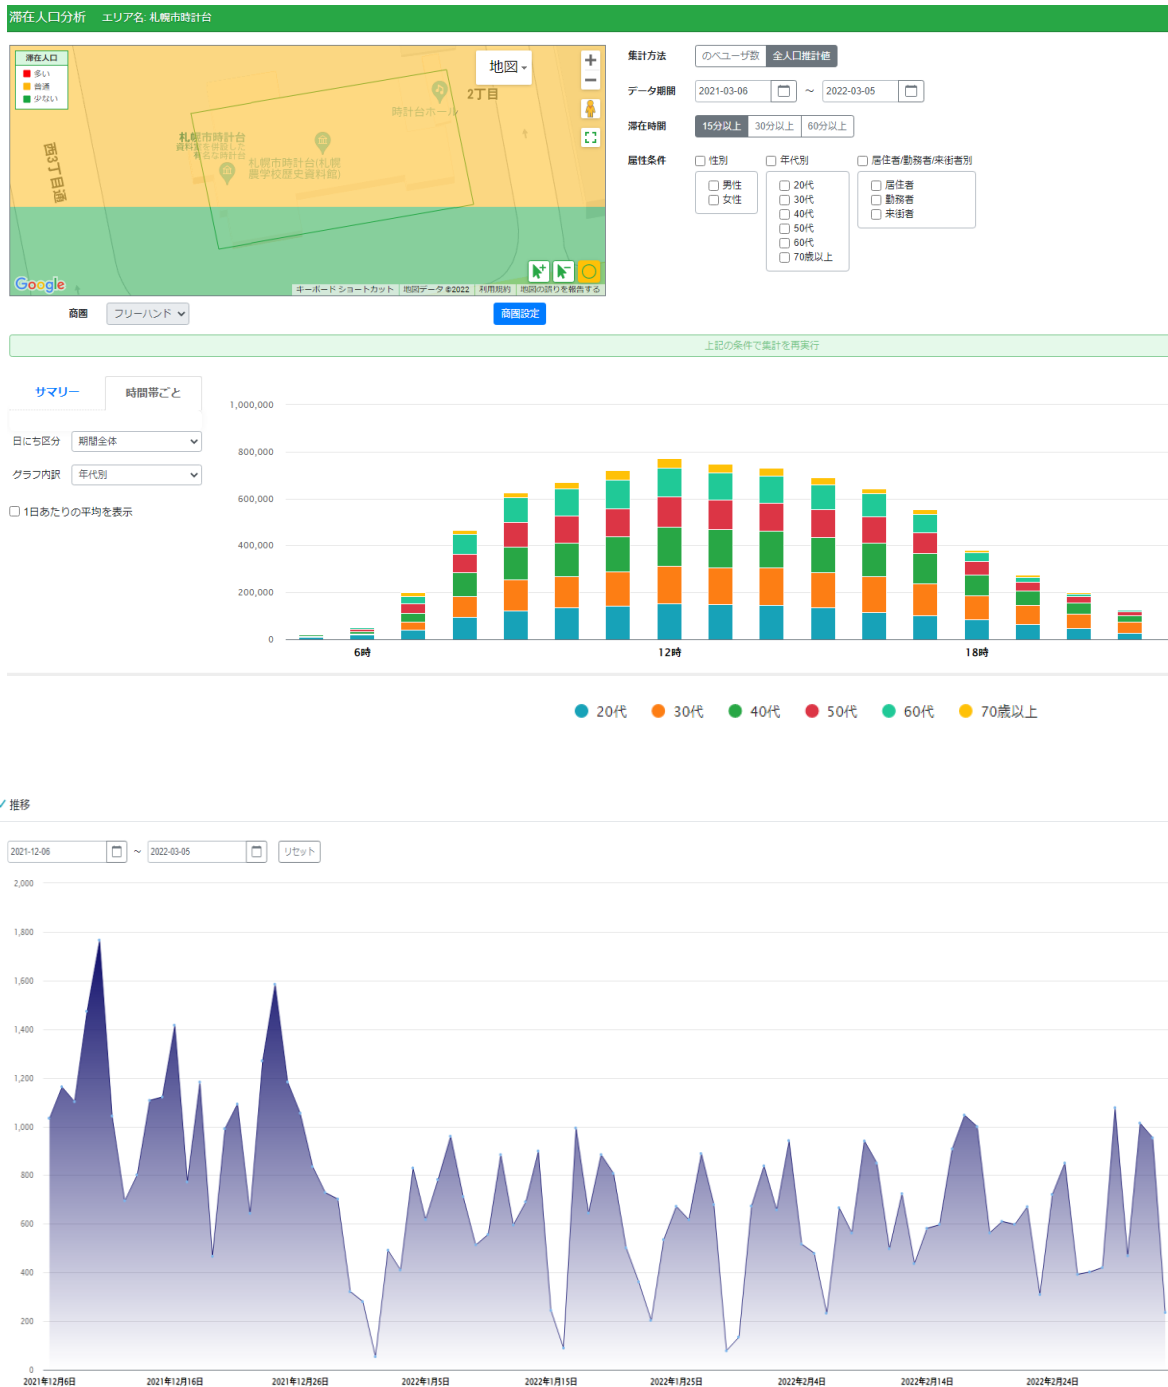 滞在人口分析 エリア名: 札幌市時計台
滞在人口
多い
普通
少ない
地図
2丁目
時計台ホール
札幌市時計台
資料室を併設した
有名な時計台
札幌市時計台(札幌
農学校歴史資料館)
西3丁目通
Google
キーボード ショートカット 地図データ ©2022 利用規約 地図の誤りを報告する
商圏 フリーハンド 商圏設定
集計方法 のべユーザ数 全人口推計値
データ期間 2021-03-06 ~ 2022-03-05
滞在時間 15分以上 30分以上 60分以上
属性条件 性別 年代別 居住者/勤務者/来街者別
男性 20代 居住者
女性 30代 勤務者
40代 来街者
50代
60代
70歳以上
上記の条件で集計を再実行
サマリー 時間帯ごと
日にち区分 期間全体
グラフ内訳 年代別
1日あたりの平均を表示
1,000,000
800,000
600,000
400,000
200,000
0
6時 12時 18時
20代 30代 40代 50代 60代 70歳以上
推移
2021-12-06 ~ 2022-03-05 リセット
2,000
1,800
1,600
1,400
1,200
1,000
800
600
400
200
0
2021年12月6日 2021年12月16日 2021年12月26日 2022年1月5日 2022年1月15日 2022年1月25日 2022年2月4日 2022年2月14日 2022年2月24日